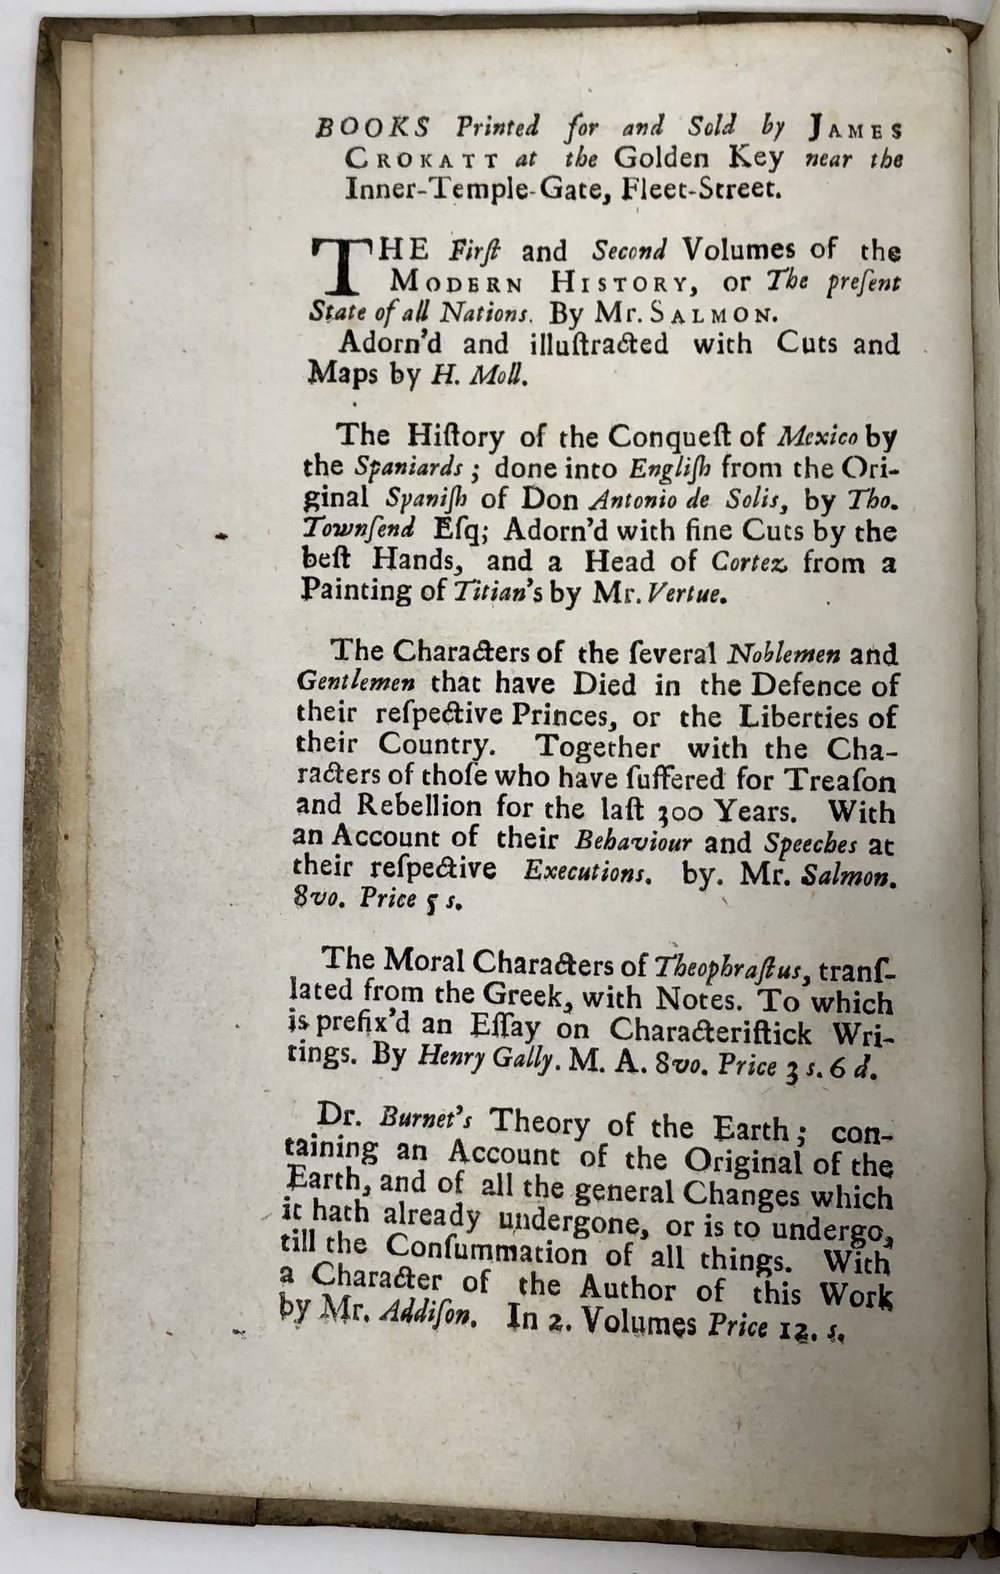 BOOKS Printed for and Sold by JAMES
CROKATT at the Golden Key near the
Inner-Temple-Gate, Fleet-Street.
THE Firſt and Second Volumes of the
MODERN HISTORY, or The preſent
State of all Nations. By Mr. SALMON.
Adorn'd and illuſtracted with Cuts and
Maps by H. Moll.
The Hiſtory of the Conqueſt of Mexico by
the Spaniards; done into Engliſh from the Ori-
ginal Spaniſh of Don Antonio de Solis, by Tho.
Townſend Eſq; Adorn'd with fine Cuts by the
beſt Hands, and a Head of Cortez from a
Painting of Titian's by Mr. Vertue.
The Characters of the ſeveral Noblemen and
Gentlemen that have Died in the Defence of
their reſpective Princes, or the Liberties of
their Country. Together with the Cha-
racters of thoſe who have ſuffered for Treaſon
and Rebellion for the laſt 300 Years. With
an Account of their Behaviour and Speeches at
their reſpective Executions. by. Mr. Salmon.
8vo. Price 5 s.
The Moral Characters of Theophraſtus, tranſ-
lated from the Greek, with Notes. To which
is prefix'd an Eſſay on Characteriſtick Wri-
tings. By Henry Gally. M. A. 8vo. Price 3 s. 6 d.
Dr. Burnet's Theory of the Earth; con-
taining an Account of the Original of the
Earth, and of all the general Changes which
it hath already undergone, or is to undergo,
till the Conſummation of all things. With
a Character of the Author of this Work
by Mr. Addiſon. In 2. Volumes Price 12. s.